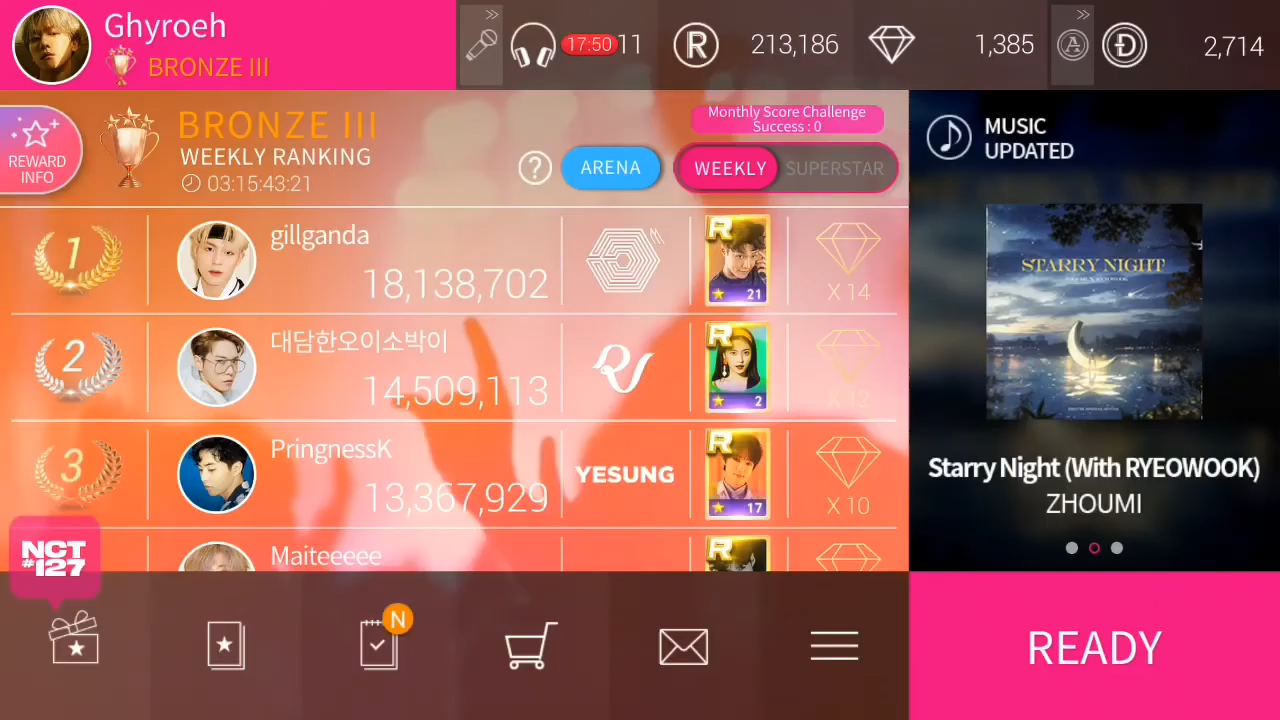 Ghyroeh
BRONZE III
17:50 11
R 213,186
1,385
A Đ 2,714
REWARD
INFO
BRONZE III
WEEKLY RANKING
03:15:43:21
Monthly Score Challenge
Success : 0
?
ARENA
WEEKLY
SUPERSTAR
1
gillganda
18,138,702
R
21
X 14
2
대담한오이소박이
14,509,113
R
2
X 12
3
PringnessK
13,367,929
YESUNG
R
17
X 10
Maiteeeee
R
MUSIC
UPDATED
STARRY NIGHT
Starry Night (With RYEOWOOK)
ZHOUMI
NCT
#127
N
READY